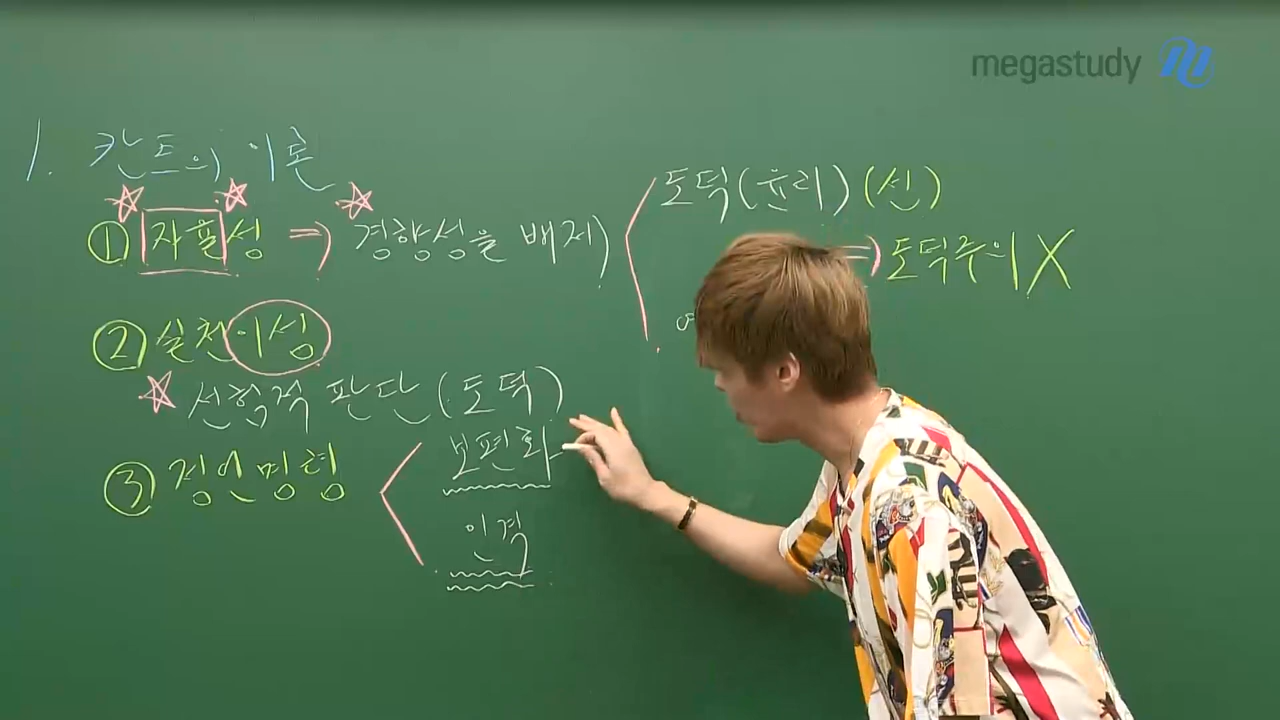 megastudy
1. 칸트의 이론
① 자율성 ⇒ 경향성을 배제)
② 실천이성
선험적 판단(도덕)
③ 정언명령
보편화
인격
도덕(윤리)(선)
⇒ 도덕주의 X